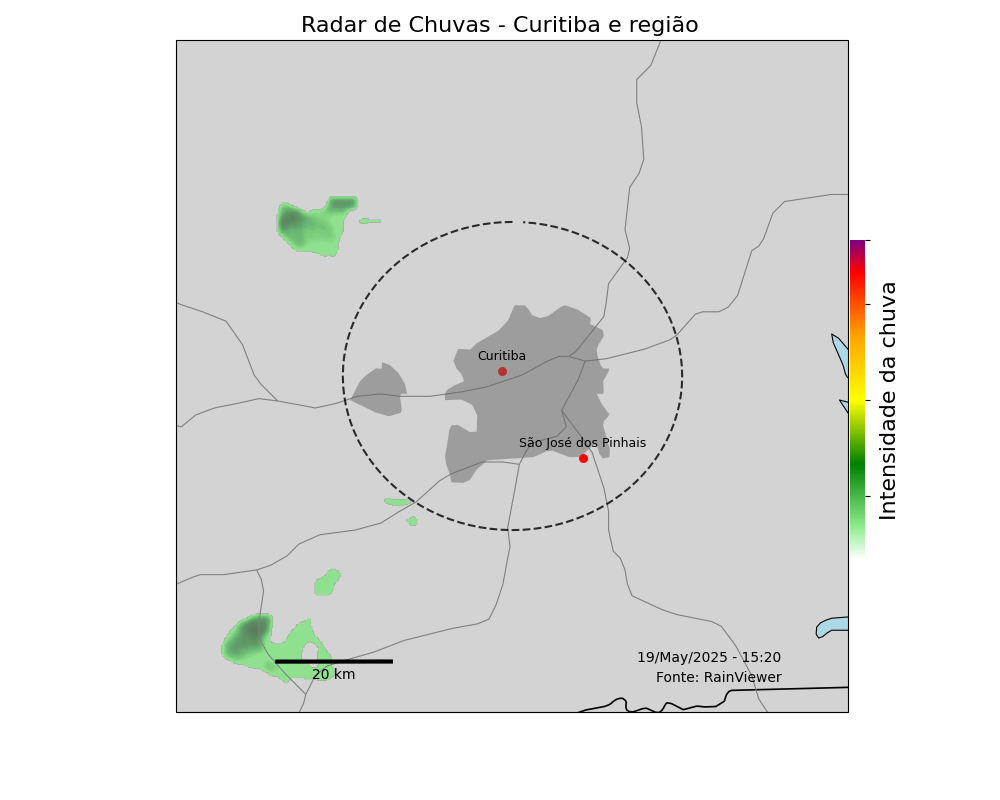 Radar de Chuvas - Curitiba e região
Curitiba
São José dos Pinhais
Intensidade da chuva
19/May/2025 - 15:20
Fonte: RainViewer
20 km